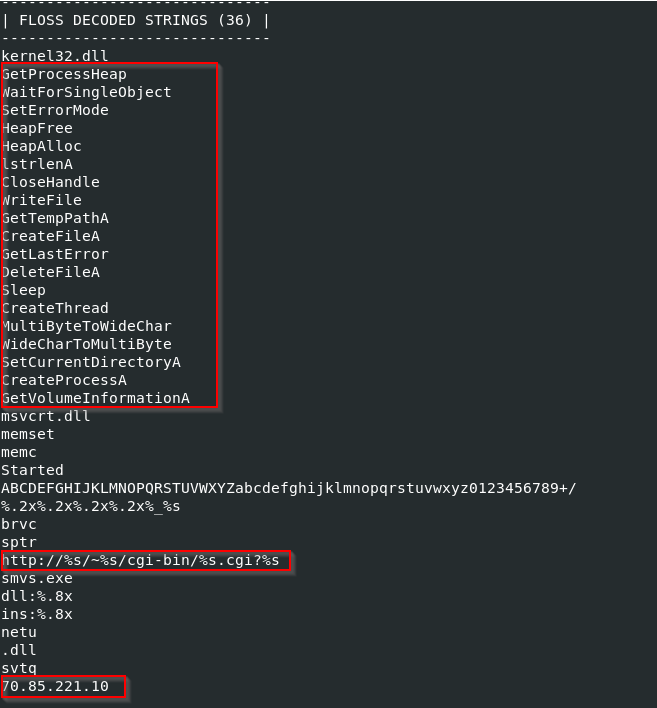 ------------------------------
| FLOSS DECODED STRINGS (36) |
------------------------------
kernel32.dll
GetProcessHeap
WaitForSingleObject
SetErrorMode
HeapFree
HeapAlloc
lstrlenA
CloseHandle
WriteFile
GetTempPathA
CreateFileA
GetLastError
DeleteFileA
Sleep
CreateThread
MultiByteToWideChar
WideCharToMultiByte
SetCurrentDirectoryA
CreateProcessA
GetVolumeInformationA
msvcrt.dll
memset
memc
Started
ABCDEFGHIJKLMNOPQRSTUVWXYZabcdefghijklmnopqrstuvwxyz0123456789+/
%.2x%.2x%.2x%.2x%_%s
brvc
sptr
http://%s/~%s/cgi-bin/%s.cgi?%s
smvs.exe
dll:%.8x
ins:%.8x
netu
.dll
svtq
70.85.221.10